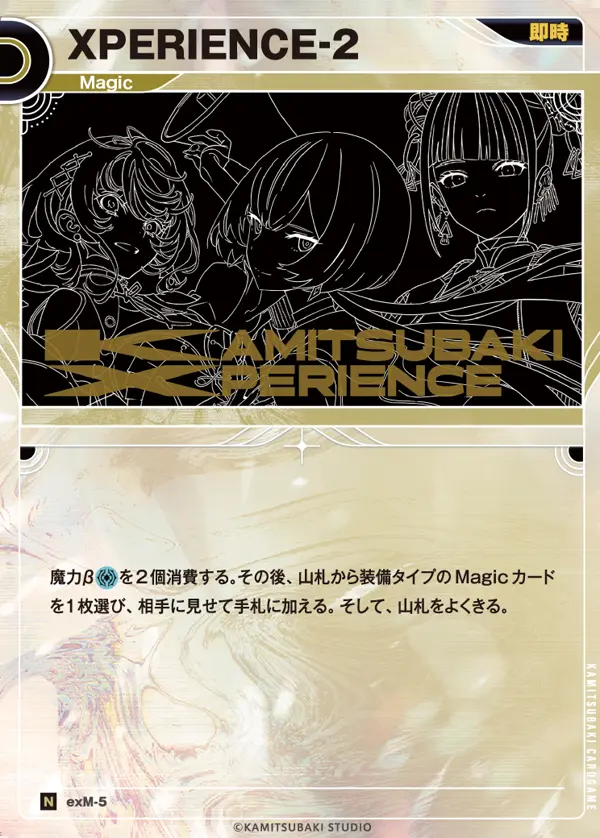 XPERIENCE-2
即時
Magic
KAMITSUBAKI
XPERIENCE
魔力βを2個消費する。その後、山札から装備タイプのMagicカード
を1枚選び、相手に見せて手札に加える。そして、山札をよくきる。
KAMITSUBAKI CARDGAME
N exM-5
©KAMITSUBAKI STUDIO